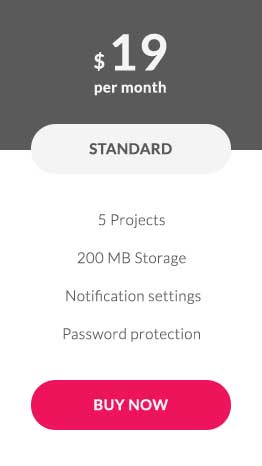 $ 19
per month
STANDARD
5 Projects
200 MB Storage
Notification settings
Password protection
BUY NOW